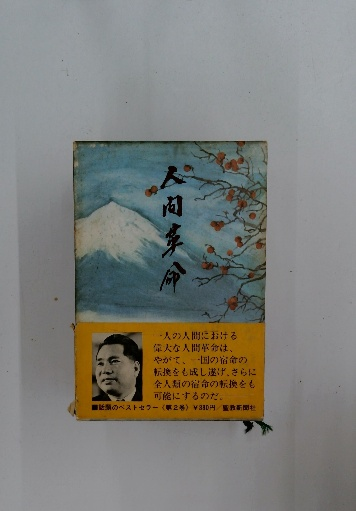 人間革命
一人の人間における
偉大な人間革命は、
やがて、一国の宿命の
転換をも成し遂げ、さらに
全人類の宿命の転換をも
可能にするのだ。
■話題のベストセラー〈第2巻〉￥380円／聖教新聞社